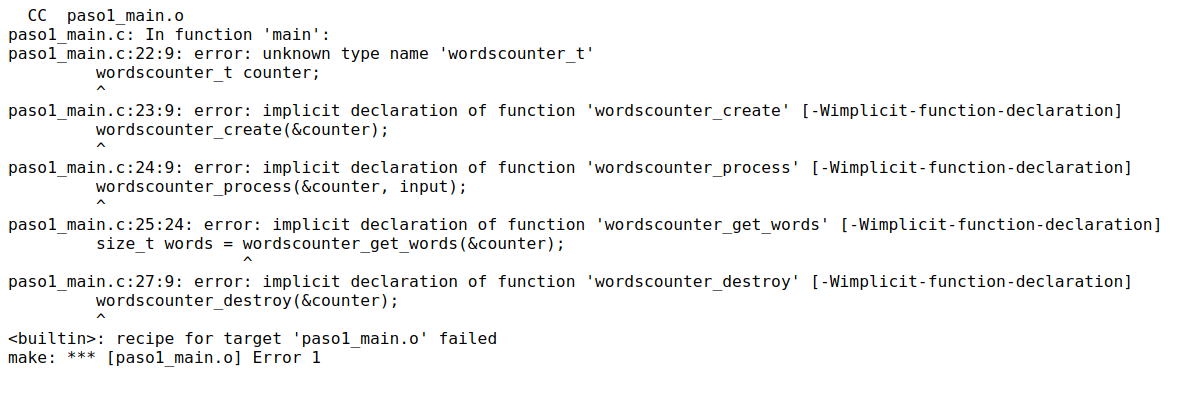 CC  paso1_main.o
paso1_main.c: In function 'main':
paso1_main.c:22:9: error: unknown type name 'wordscounter_t'
wordscounter_t counter;
^
paso1_main.c:23:9: error: implicit declaration of function 'wordscounter_create' [-Wimplicit-function-declaration]
wordscounter_create(&counter);
^
paso1_main.c:24:9: error: implicit declaration of function 'wordscounter_process' [-Wimplicit-function-declaration]
wordscounter_process(&counter, input);
^
paso1_main.c:25:24: error: implicit declaration of function 'wordscounter_get_words' [-Wimplicit-function-declaration]
size_t words = wordscounter_get_words(&counter);
^
paso1_main.c:27:9: error: implicit declaration of function 'wordscounter_destroy' [-Wimplicit-function-declaration]
wordscounter_destroy(&counter);
^
<builtin>: recipe for target 'paso1_main.o' failed
make: *** [paso1_main.o] Error 1